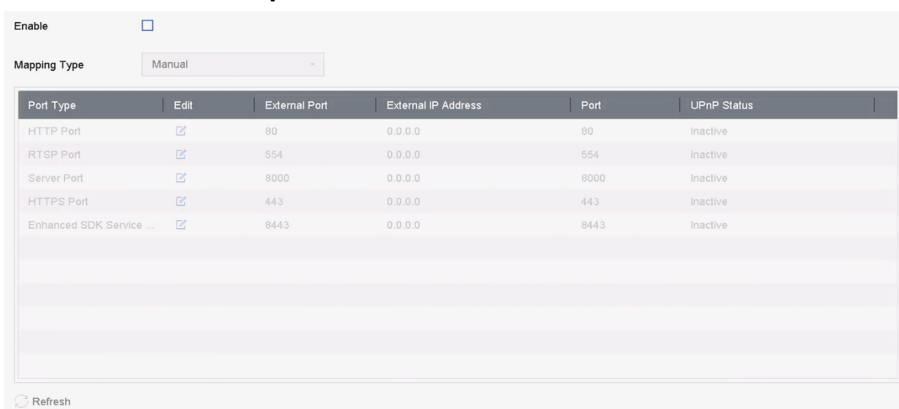 Enable
Mapping Type Manual
Port Type Edit External Port External IP Address Port UPnP Status
HTTP Port 80 0.0.0.0 80 Inactive
RTSP Port 554 0.0.0.0 554 Inactive
Server Port 8000 0.0.0.0 8000 Inactive
HTTPS Port 443 0.0.0.0 443 Inactive
Enhanced SDK Service ... 8443 0.0.0.0 8443 Inactive
Refresh